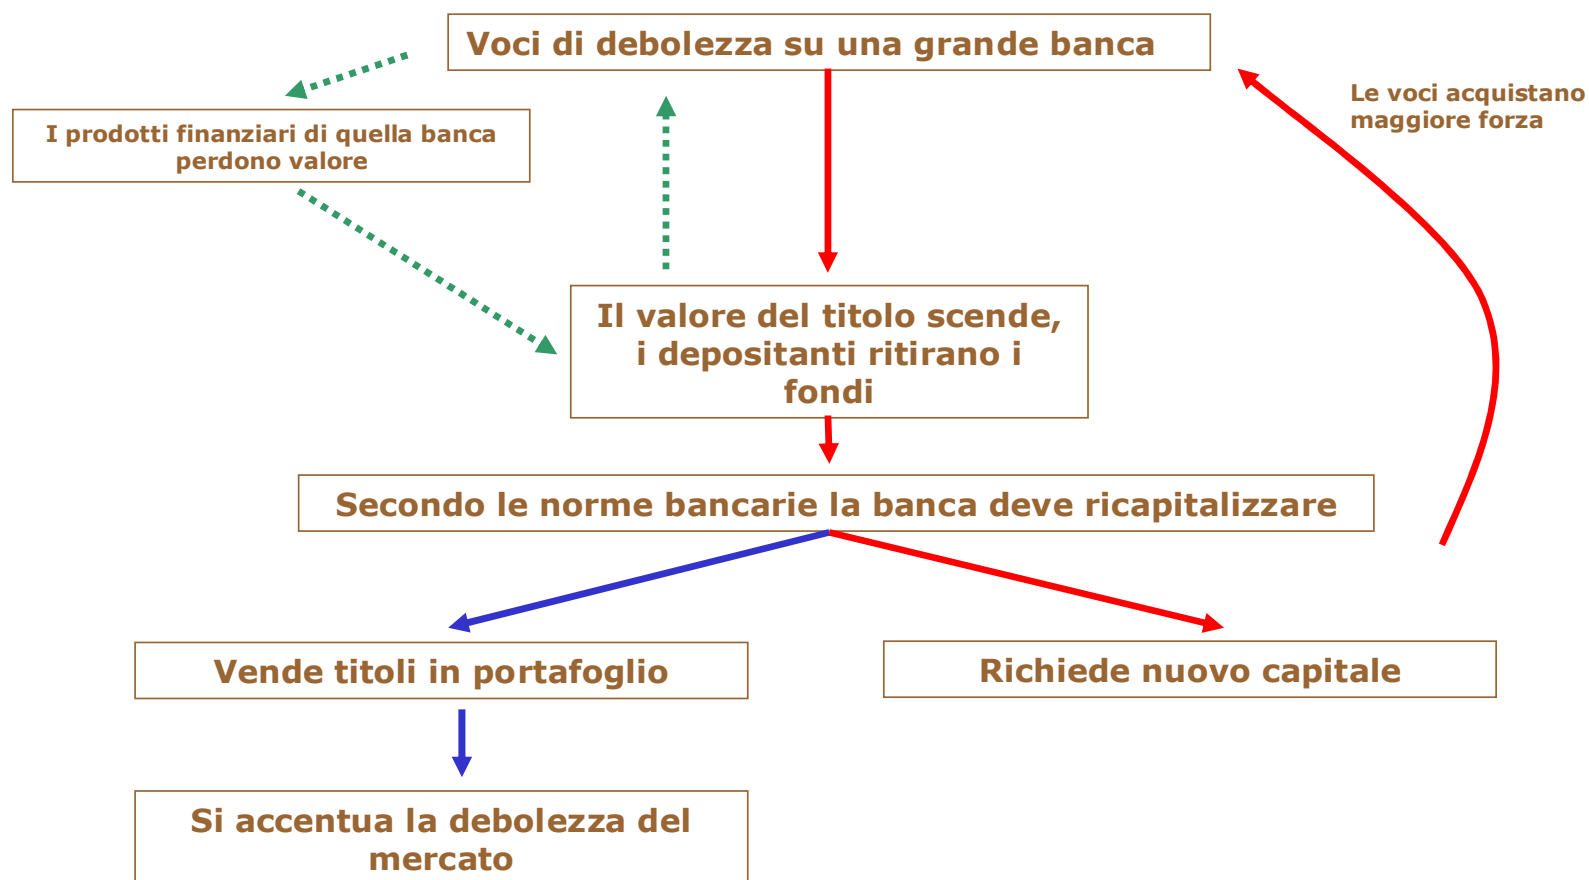 Voci di debolezza su una grande banca
Le voci acquistano
maggiore forza
I prodotti finanziari di quella banca
perdono valore
Il valore del titolo scende,
i depositanti ritirano i
fondi
Secondo le norme bancarie la banca deve ricapitalizzare
Vende titoli in portafoglio
Richiede nuovo capitale
Si accentua la debolezza del
mercato